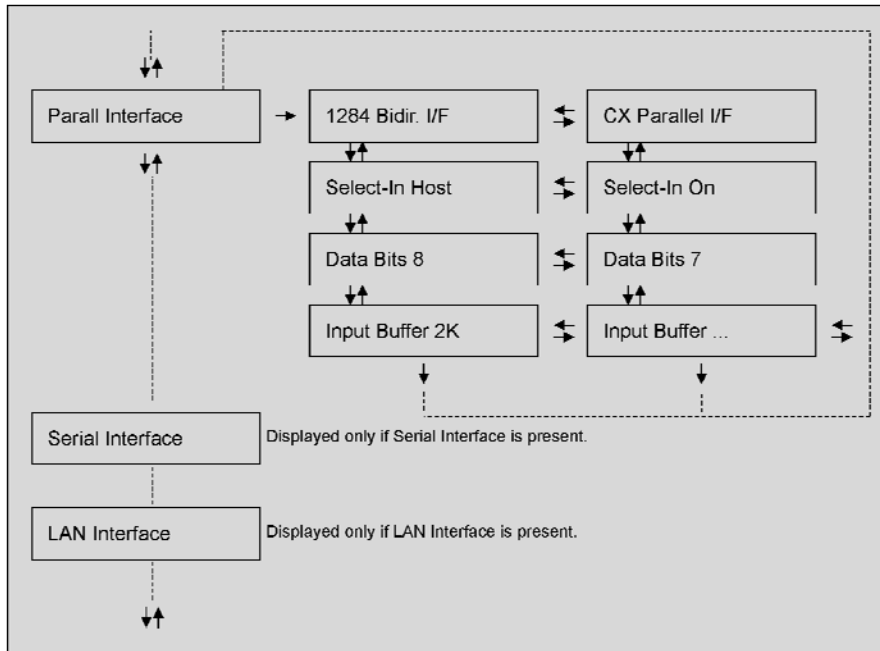 Parall Interface
1284 Bidir. I/F
CX Parallel I/F
Select-In Host
Select-In On
Data Bits 8
Data Bits 7
Input Buffer 2K
Input Buffer ...
Serial Interface
Displayed only if Serial Interface is present.
LAN Interface
Displayed only if LAN Interface is present.